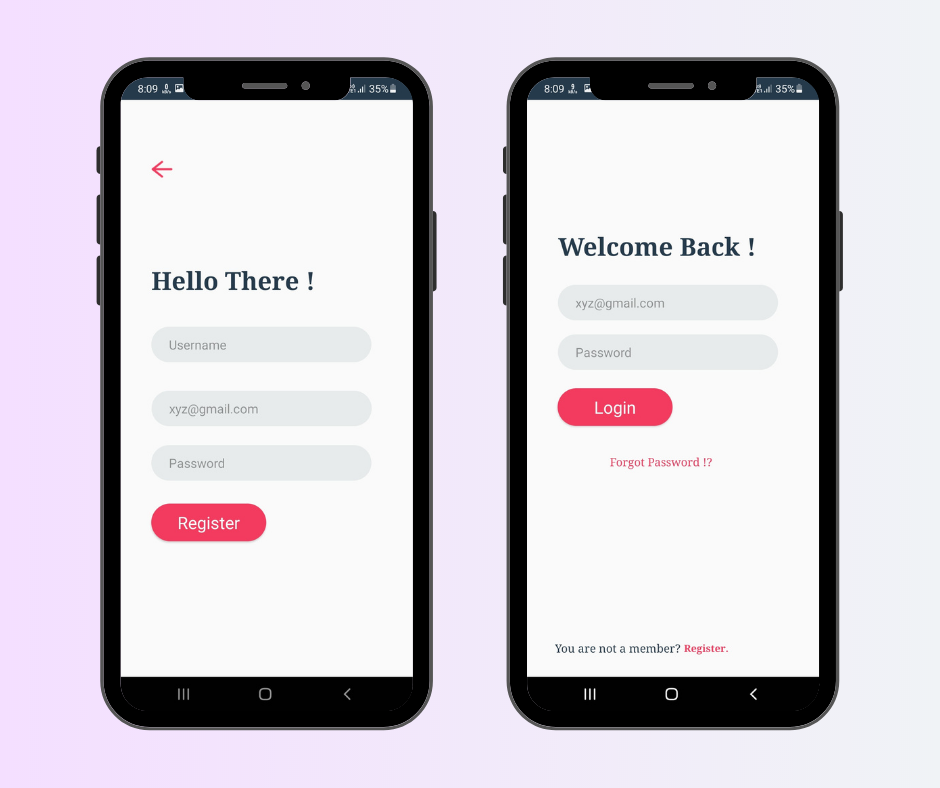 8:09
35%
Hello There !
Username
xyz@gmail.com
Password
Register
8:09
35%
Welcome Back !
xyz@gmail.com
Password
Login
Forgot Password !?
You are not a member? Register.